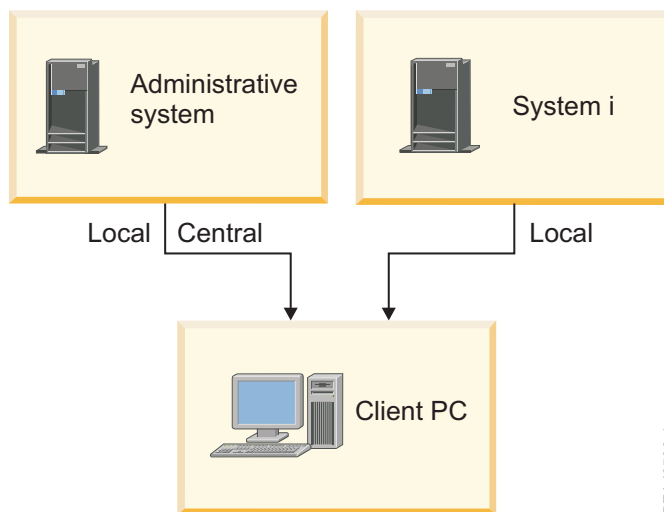 Administrative
system
System i
Local
Central
Local
Client PC